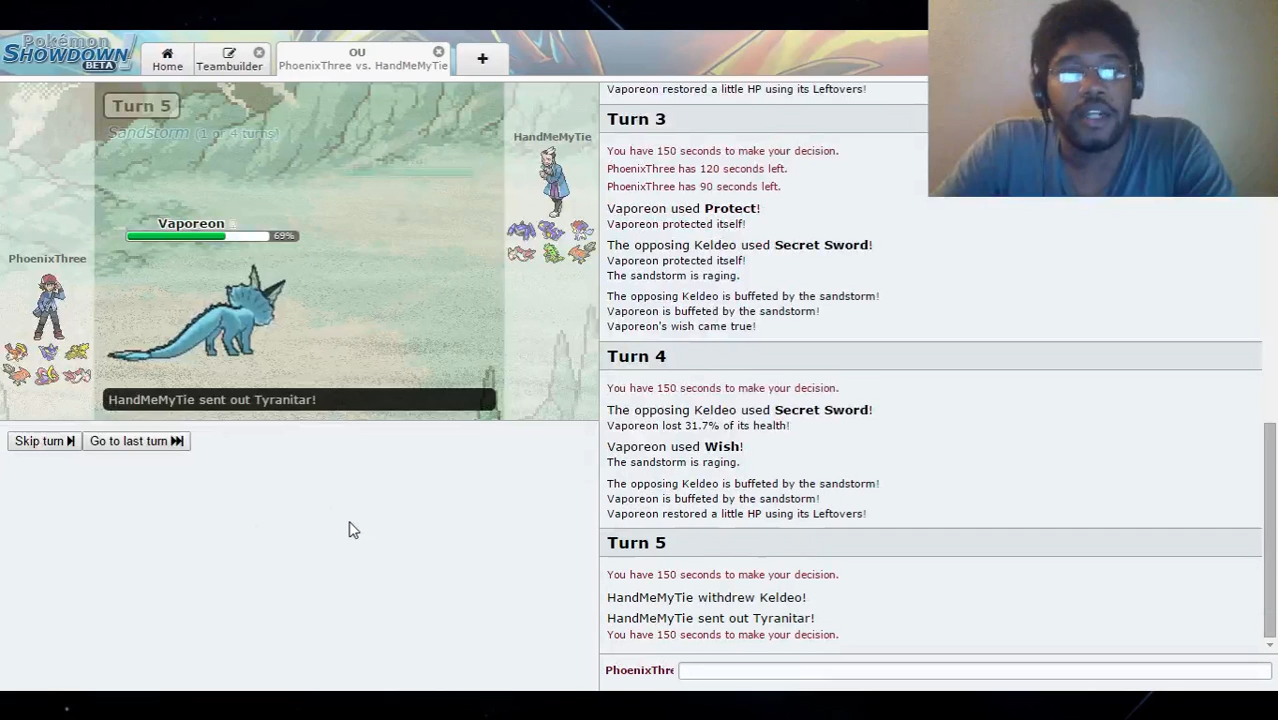 Pokémon
SHOWDOWN
BETA
Home
Teambuilder
OU
PhoenixThree vs. HandMeMyTie
+
Turn 5
Sandstorm (1 or 4 turns)
HandMeMyTie
Vaporeon
69%
PhoenixThree
HandMeMyTie sent out Tyranitar!
Skip turn
Go to last turn
Vaporeon restored a little HP using its Leftovers!
Turn 3
You have 150 seconds to make your decision.
PhoenixThree has 120 seconds left.
PhoenixThree has 90 seconds left.
Vaporeon used Protect!
Vaporeon protected itself!
The opposing Keldeo used Secret Sword!
Vaporeon protected itself!
The sandstorm is raging.
The opposing Keldeo is buffeted by the sandstorm!
Vaporeon is buffeted by the sandstorm!
Vaporeon's wish came true!
Turn 4
You have 150 seconds to make your decision.
The opposing Keldeo used Secret Sword!
Vaporeon lost 31.7% of its health!
Vaporeon used Wish!
The sandstorm is raging.
The opposing Keldeo is buffeted by the sandstorm!
Vaporeon is buffeted by the sandstorm!
Vaporeon restored a little HP using its Leftovers!
Turn 5
You have 150 seconds to make your decision.
HandMeMyTie withdrew Keldeo!
HandMeMyTie sent out Tyranitar!
You have 150 seconds to make your decision.
PhoenixThre